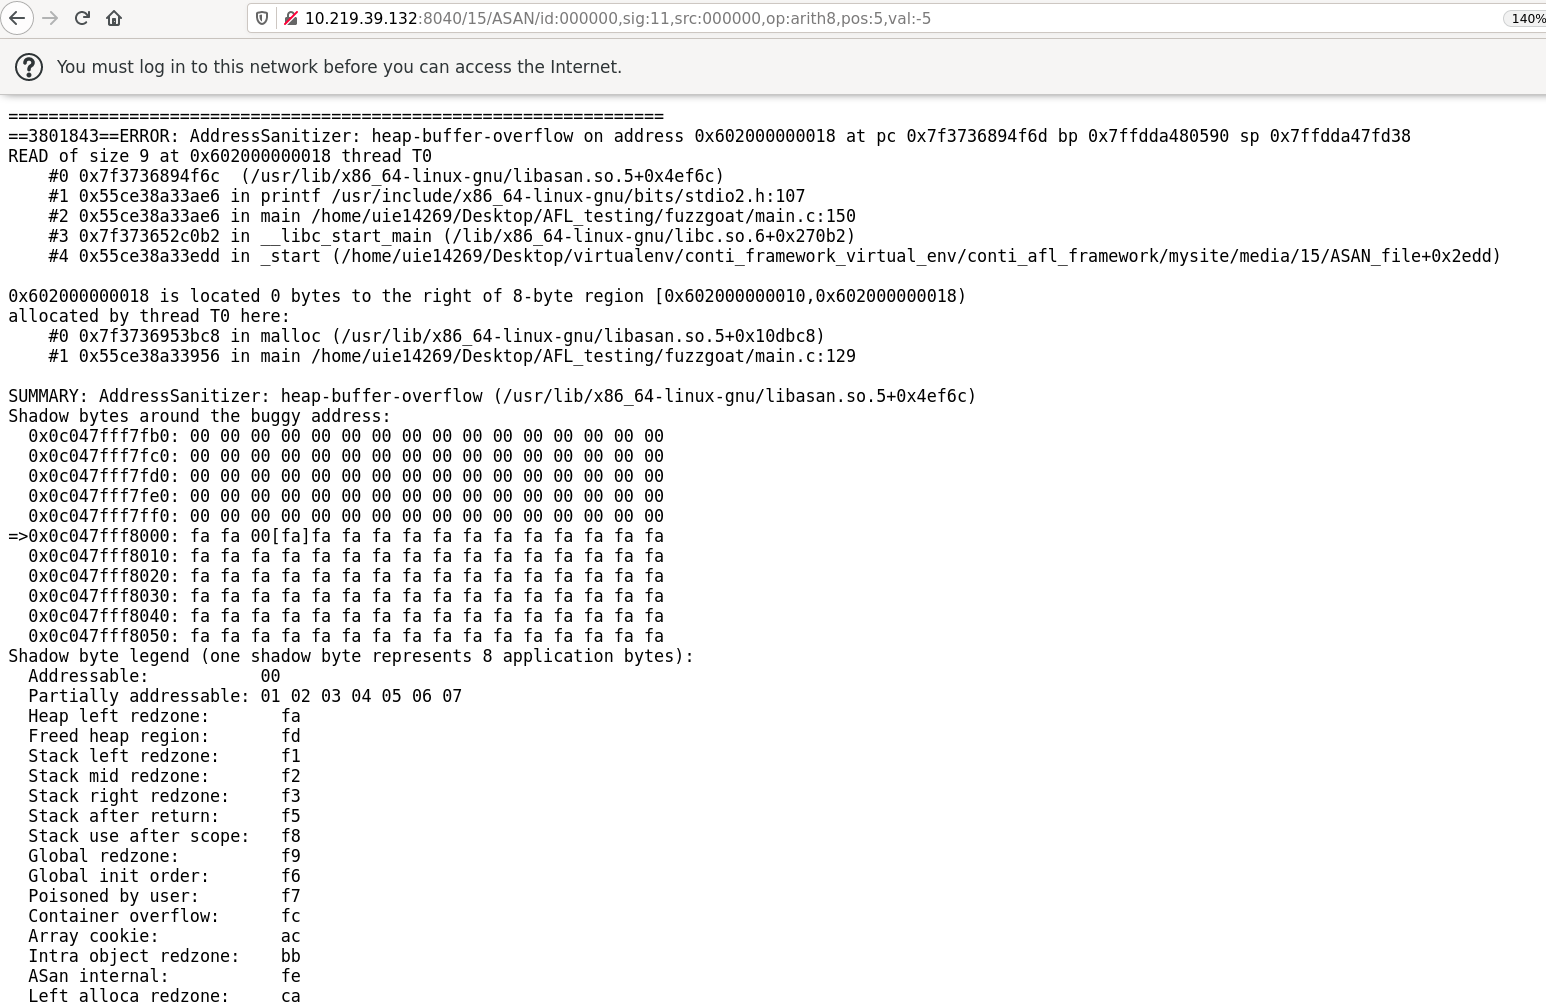 10.219.39.132:8040/15/ASAN/id:000000,sig:11,src:000000,op:arith8,pos:5,val:-5
140%
You must log in to this network before you can access the Internet.
=================================================================
==3801843==ERROR: AddressSanitizer: heap-buffer-overflow on address 0x602000000018 at pc 0x7f3736894f6d bp 0x7ffdda480590 sp 0x7ffdda47fd38
READ of size 9 at 0x602000000018 thread T0
    #0 0x7f3736894f6c  (/usr/lib/x86_64-linux-gnu/libasan.so.5+0x4ef6c)
    #1 0x55ce38a33ae6 in printf /usr/include/x86_64-linux-gnu/bits/stdio2.h:107
    #2 0x55ce38a33ae6 in main /home/uie14269/Desktop/AFL_testing/fuzzgoat/main.c:150
    #3 0x7f373652c0b2 in __libc_start_main (/lib/x86_64-linux-gnu/libc.so.6+0x270b2)
    #4 0x55ce38a33edd in _start (/home/uie14269/Desktop/virtualenv/conti_framework_virtual_env/conti_afl_framework/mysite/media/15/ASAN_file+0x2edd)
0x602000000018 is located 0 bytes to the right of 8-byte region [0x602000000010,0x602000000018)
allocated by thread T0 here:
    #0 0x7f3736953bc8 in malloc (/usr/lib/x86_64-linux-gnu/libasan.so.5+0x10dbc8)
    #1 0x55ce38a33956 in main /home/uie14269/Desktop/AFL_testing/fuzzgoat/main.c:129
SUMMARY: AddressSanitizer: heap-buffer-overflow (/usr/lib/x86_64-linux-gnu/libasan.so.5+0x4ef6c)
Shadow bytes around the buggy address:
  0x0c047fff7fb0: 00 00 00 00 00 00 00 00 00 00 00 00 00 00 00 00
  0x0c047fff7fc0: 00 00 00 00 00 00 00 00 00 00 00 00 00 00 00 00
  0x0c047fff7fd0: 00 00 00 00 00 00 00 00 00 00 00 00 00 00 00 00
  0x0c047fff7fe0: 00 00 00 00 00 00 00 00 00 00 00 00 00 00 00 00
  0x0c047fff7ff0: 00 00 00 00 00 00 00 00 00 00 00 00 00 00 00 00
=>0x0c047fff8000: fa fa 00[fa]fa fa fa fa fa fa fa fa fa fa fa fa
  0x0c047fff8010: fa fa fa fa fa fa fa fa fa fa fa fa fa fa fa fa
  0x0c047fff8020: fa fa fa fa fa fa fa fa fa fa fa fa fa fa fa fa
  0x0c047fff8030: fa fa fa fa fa fa fa fa fa fa fa fa fa fa fa fa
  0x0c047fff8040: fa fa fa fa fa fa fa fa fa fa fa fa fa fa fa fa
  0x0c047fff8050: fa fa fa fa fa fa fa fa fa fa fa fa fa fa fa fa
Shadow byte legend (one shadow byte represents 8 application bytes):
  Addressable:           00
  Partially addressable: 01 02 03 04 05 06 07
  Heap left redzone:       fa
  Freed heap region:       fd
  Stack left redzone:      f1
  Stack mid redzone:       f2
  Stack right redzone:     f3
  Stack after return:      f5
  Stack use after scope:   f8
  Global redzone:          f9
  Global init order:       f6
  Poisoned by user:        f7
  Container overflow:      fc
  Array cookie:            ac
  Intra object redzone:    bb
  ASan internal:           fe
  Left alloca redzone:     ca